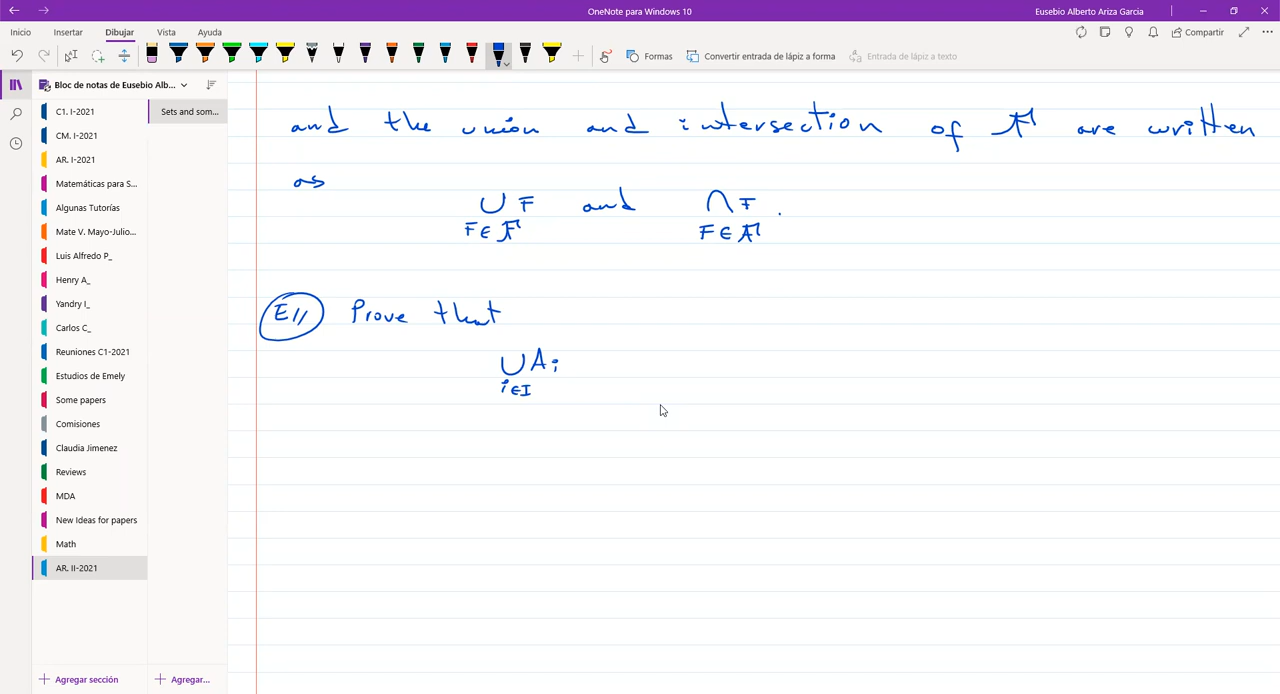 OneNote para Windows 10
Eusebio Alberto Ariza Garcia
Inicio
Insertar
Dibujar
Vista
Ayuda
Compartir
Formas
Convertir entrada de lápiz a forma
Entrada de lápiz a texto
Bloc de notas de Eusebio Alb...
C1. I-2021
CM. I-2021
AR. I-2021
Matemáticas para S...
Algunas Tutorías
Mate V. Mayo-Julio...
Luis Alfredo P_
Henry A_
Yandry I_
Carlos C_
Reuniones C1-2021
Estudios de Emely
Some papers
Comisiones
Claudia Jimenez
Reviews
MDA
New Ideas for papers
Math
AR. II-2021
Agregar sección
Sets and som...
Agregar...
and the union and intersection of ℱ are written
as
∪ F and ∩ F .
F ∈ ℱ F ∈ ℱ
E11 Prove that
∪ Ai
i∈I